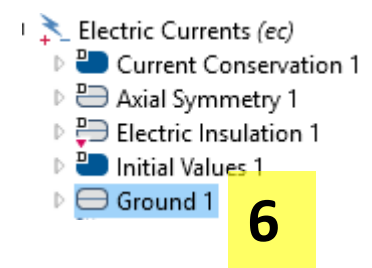 Electric Currents (ec)
Current Conservation 1
Axial Symmetry 1
Electric Insulation 1
Initial Values 1
Ground 1
6